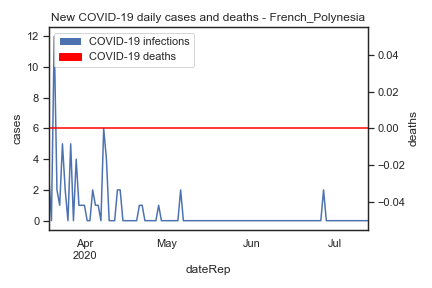 New COVID-19 daily cases and deaths - French_Polynesia
COVID-19 infections
COVID-19 deaths
12
10
8
6
4
2
0
cases
0.04
0.02
0.00
−0.02
−0.04
deaths
Apr
2020
May
Jun
Jul
dateRep